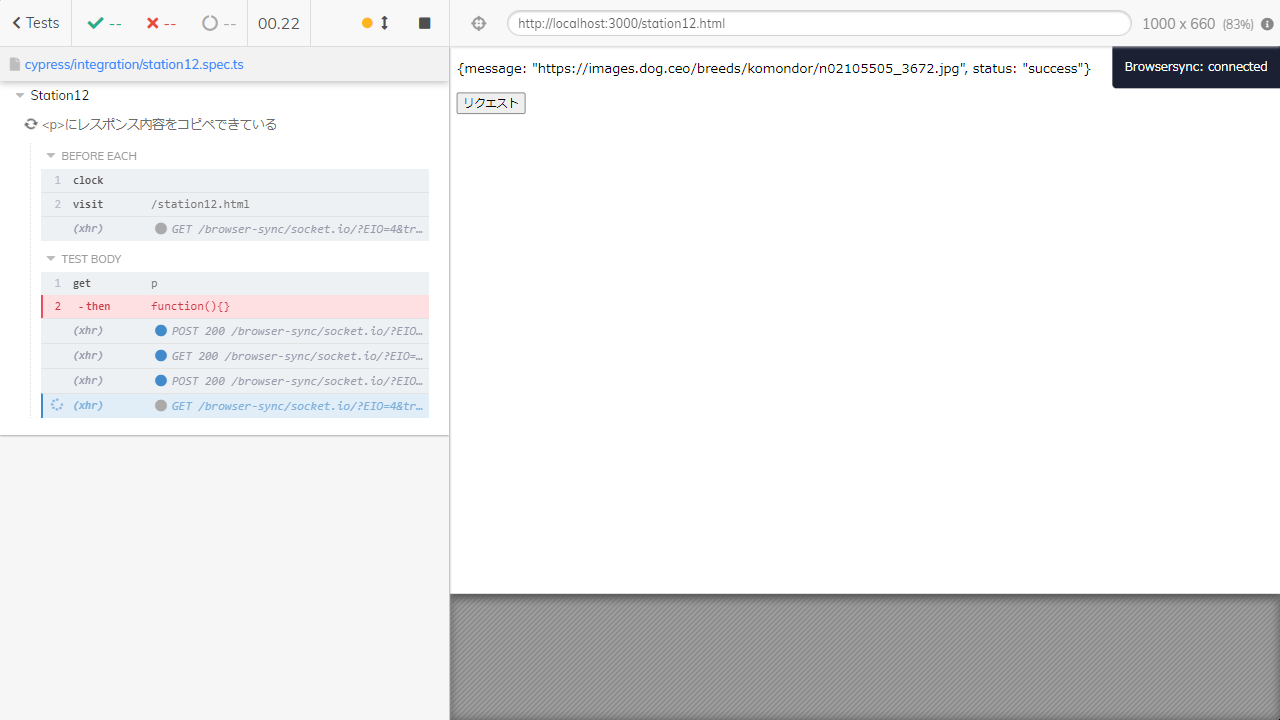 Tests
--
--
--
00.22
cypress/integration/station12.spec.ts
Station12
<p>にレスポンス内容をコピペできている
BEFORE EACH
1 clock
2 visit /station12.html
(xhr) GET /browser-sync/socket.io/?EIO=4&tr…
TEST BODY
1 get p
2 -then function(){}
(xhr) POST 200 /browser-sync/socket.io/?EIO…
(xhr) GET 200 /browser-sync/socket.io/?EIO=…
(xhr) POST 200 /browser-sync/socket.io/?EIO…
(xhr) GET /browser-sync/socket.io/?EIO=4&tr…
http://localhost:3000/station12.html
1000 x 660 (83%)
{message: "https://images.dog.ceo/breeds/komondor/n02105505_3672.jpg", status: "success"}
Browsersync: connected
リクエスト